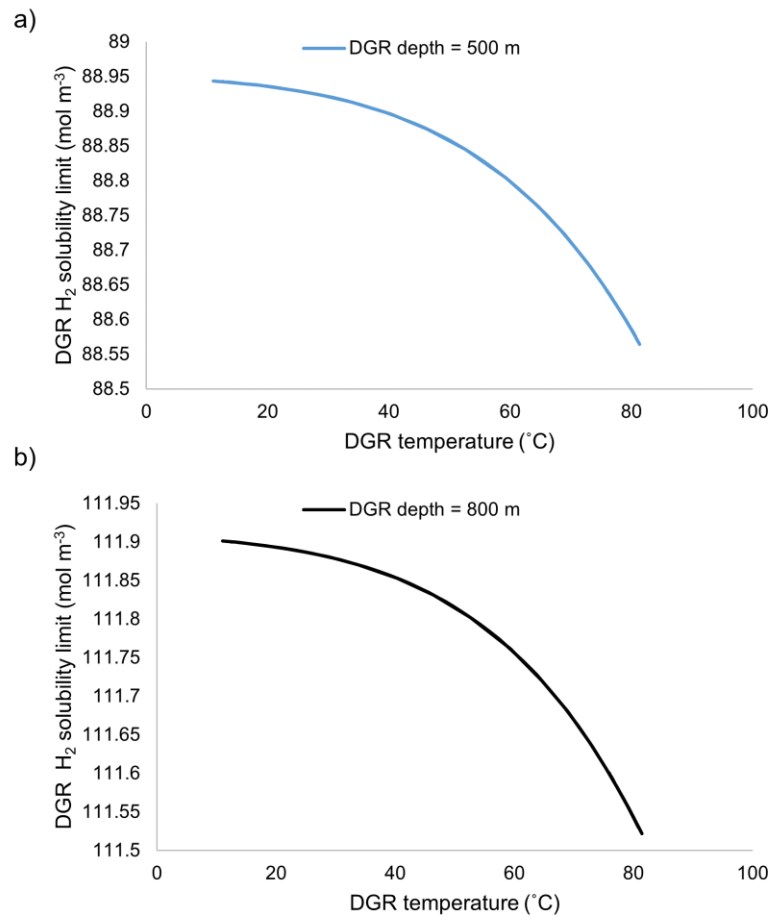 a)
DGR depth = 500 m
DGR H₂ solubility limit (mol m⁻³)
89
88.95
88.9
88.85
88.8
88.75
88.7
88.65
88.6
88.55
88.5
0 20 40 60 80 100
DGR temperature (˚C)
b)
DGR depth = 800 m
DGR H₂ solubility limit (mol m⁻³)
111.95
111.9
111.85
111.8
111.75
111.7
111.65
111.6
111.55
111.5
0 20 40 60 80 100
DGR temperature (˚C)